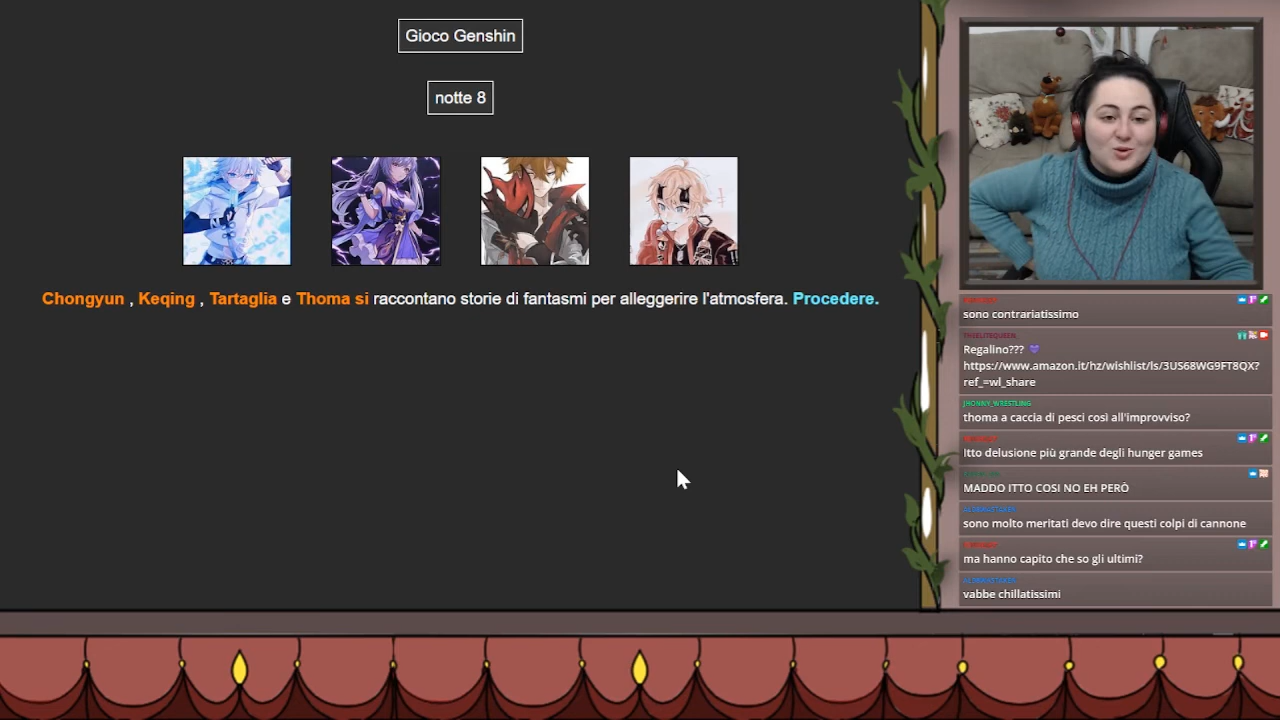 Gioco Genshin
notte 8
Chongyun , Keqing , Tartaglia e Thoma si raccontano storie di fantasmi per alleggerire l'atmosfera. Procedere.
sono contrariatissimo
THEELITEQUEEN_
Regalino??? 💜
https://www.amazon.it/hz/wishlist/ls/3US68WG9FT8QX?
ref_=wl_share
JHONNY_WRESTLING
thoma a caccia di pesci così all'improvviso?
Itto delusione più grande degli hunger games
MADDO ITTO COSI NO EH PERÒ
sono molto meritati devo dire questi colpi di cannone
ma hanno capito che so gli ultimi?
vabbe chillatissimi